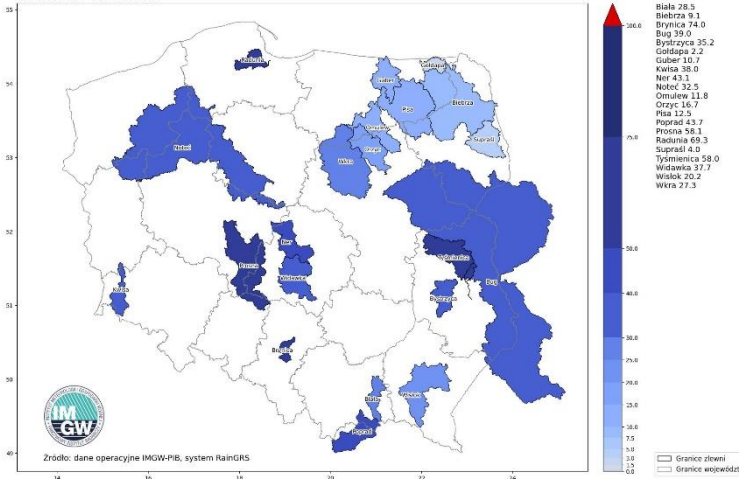 Biała 28.5
Biebrza 9.1
Brynica 74.0
Bug 39.0
Bystrzyca 35.2
Gołdapa 2.2
Guber 10.7
Kwisa 38.0
Ner 43.1
Noteć 32.5
Omulew 11.8
Orzyc 16.7
Pisa 12.5
Poprad 43.7
Prosna 58.1
Radunia 69.3
Supraśl 4.0
Tyśmienica 58.0
Widawka 37.7
Wisłok 20.2
Wkra 27.3
100.0
75.0
50.0
40.0
30.0
25.0
20.0
15.0
10.0
7.5
5.0
3.0
1.5
0.0
54
53
52
51
50
49
14
16
18
20
22
24
Radunia
Gołdapa
Guber
Pisa
Biebrza
Omulew
Supraśl
Orzyc
Wkra
Noteć
Ner
Prosna
Widawka
Tyśmienica
Bug
Bystrzyca
Kwisa
Brynica
Biała
Wisłok
Poprad
IM
GW
Źródło: dane operacyjne IMGW-PIB, system RainGRS
Granice zlewni
Granice województw